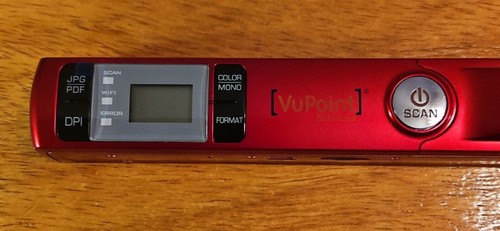 JPG
PDF
DPI
SCAN
WIFI
ERROR
COLOR
MONO
FORMAT
[VuPoint]®
SCAN